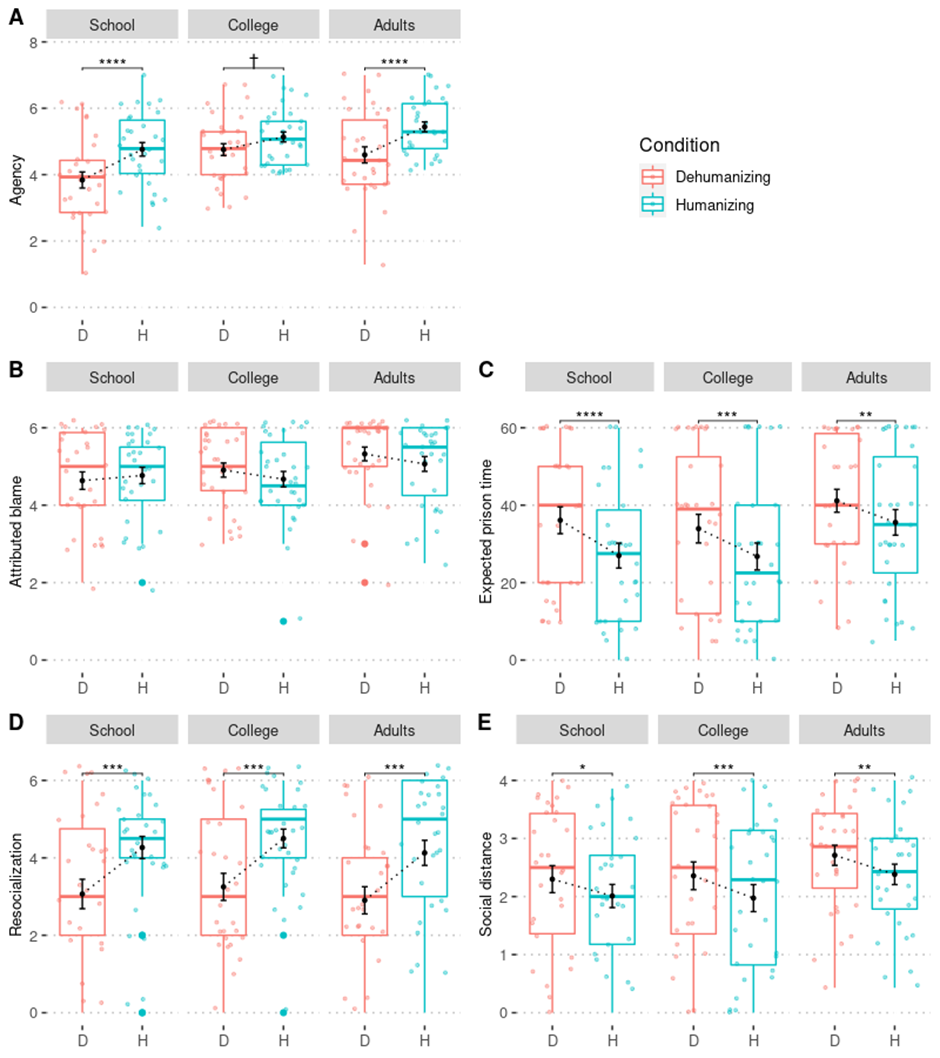 A
School College Adults
**** † ****
8
6
4
2
0
Agency
D H D H D H
Condition
Dehumanizing
Humanizing
B
School College Adults
6
4
2
0
Attributed blame
D H D H D H
C
School College Adults
**** *** **
60
40
20
0
Expected prison time
D H D H D H
D
School College Adults
*** *** ***
6
4
2
0
Resocialization
D H D H D H
E
School College Adults
* *** **
4
3
2
1
0
Social distance
D H D H D H